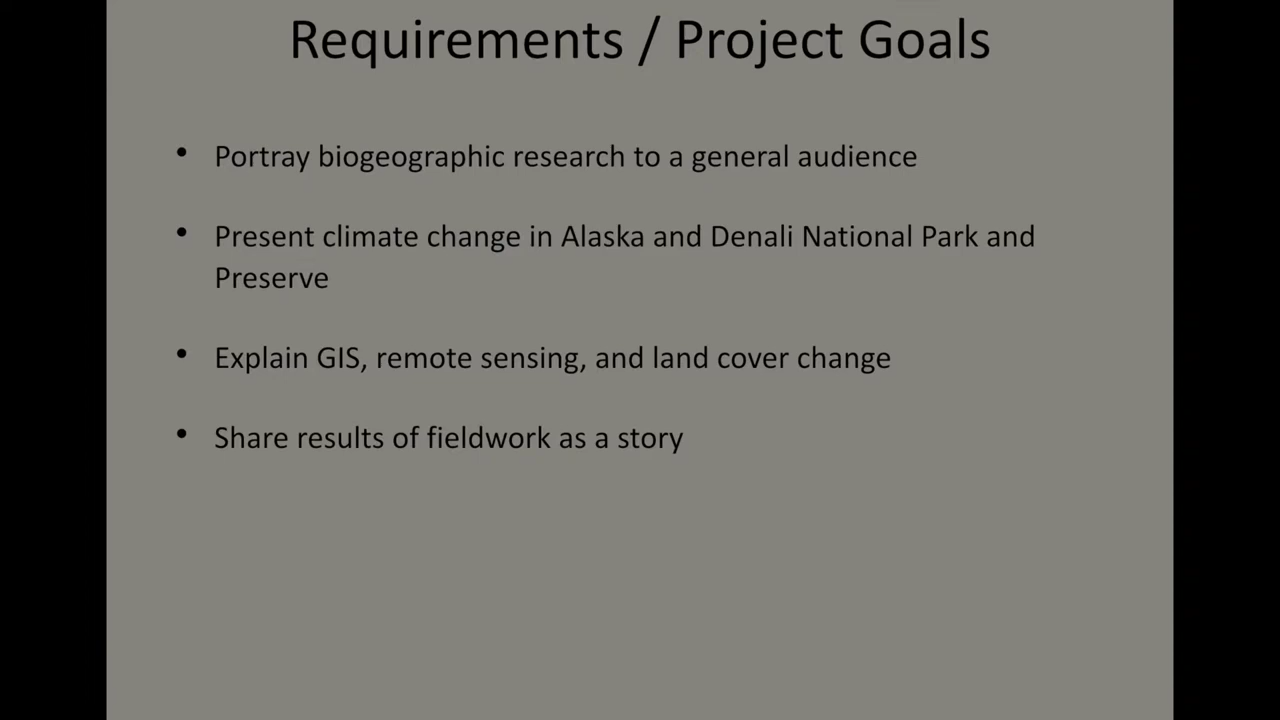 Requirements / Project Goals
• Portray biogeographic research to a general audience
• Present climate change in Alaska and Denali National Park and
Preserve
• Explain GIS, remote sensing, and land cover change
• Share results of fieldwork as a story